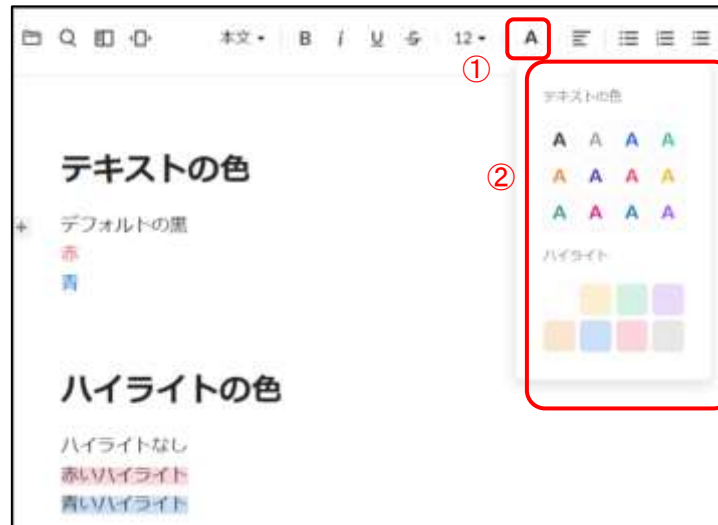 本文 B i U S 12 A
①
テキストの色
A A A A
②
A A A A
A A A A
ハイライト
テキストの色
デフォルトの黒
赤
青
ハイライトの色
ハイライトなし
赤いハイライト
青いハイライト